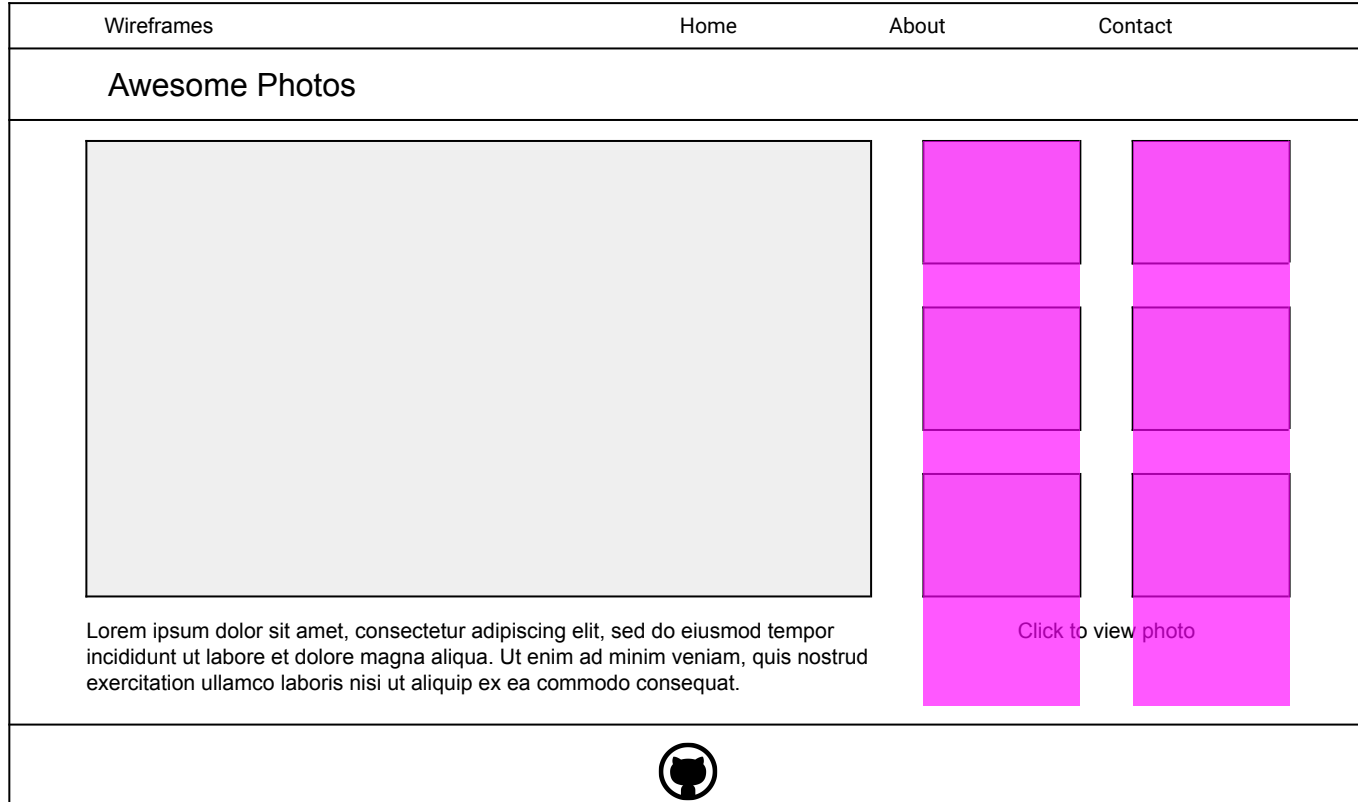 Wireframes
Home
About
Contact
Awesome Photos
Lorem ipsum dolor sit amet, consectetur adipiscing elit, sed do eiusmod tempor
incididunt ut labore et dolore magna aliqua. Ut enim ad minim veniam, quis nostrud
exercitation ullamco laboris nisi ut aliquip ex ea commodo consequat.
Click to view photo